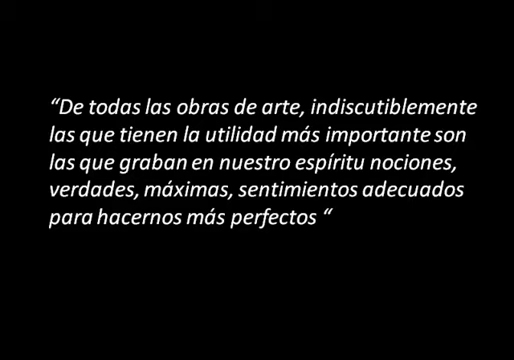 “De todas las obras de arte, indiscutiblemente
las que tienen la utilidad más importante son
las que graban en nuestro espíritu nociones,
verdades, máximas, sentimientos adecuados
para hacernos más perfectos “